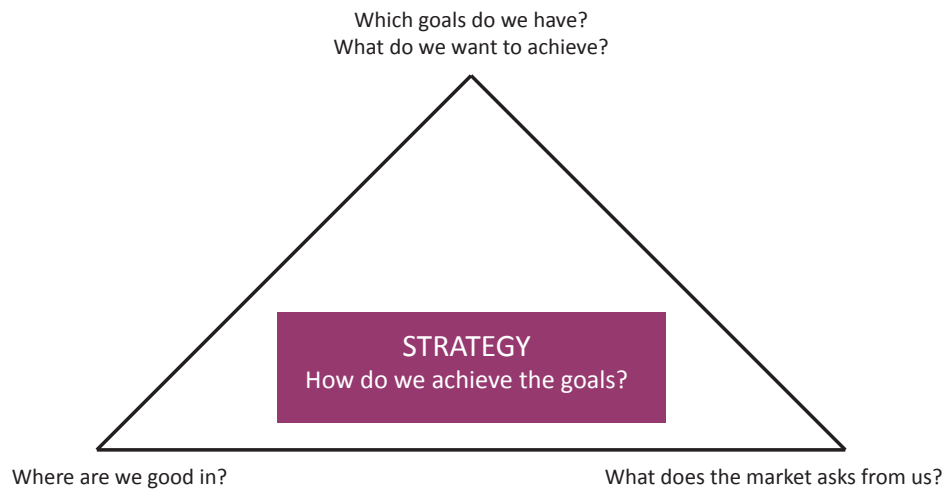 Which goals do we have?
What do we want to achieve?
STRATEGY
How do we achieve the goals?
Where are we good in?
What does the market asks from us?